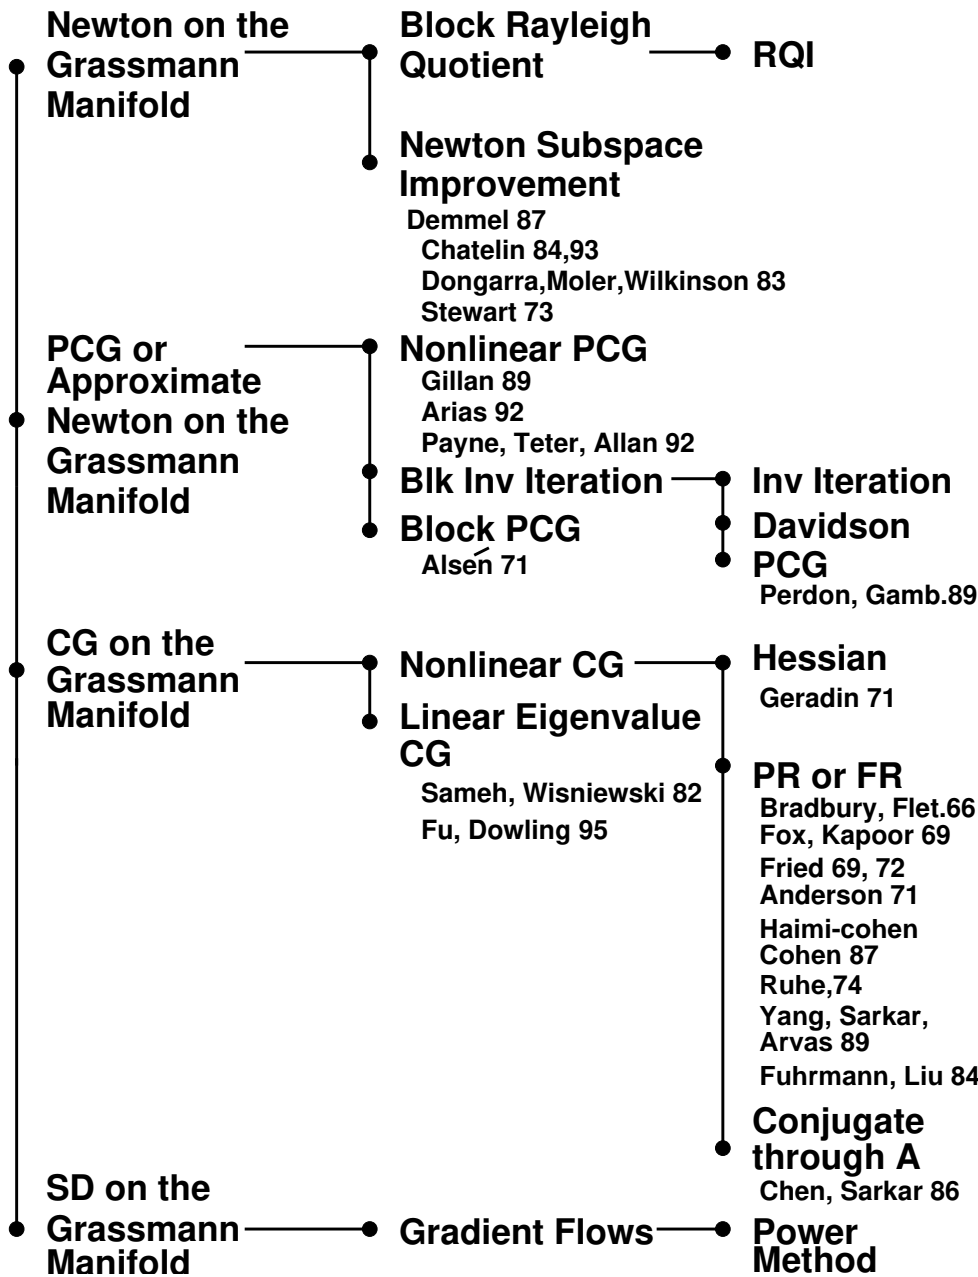 Newton on the
Grassmann
Manifold
Block Rayleigh
Quotient
RQI
Newton Subspace
Improvement
Demmel 87
Chatelin 84,93
Dongarra,Moler,Wilkinson 83
Stewart 73
PCG or
Approximate
Newton on the
Grassmann
Manifold
Nonlinear PCG
Gillan 89
Arias 92
Payne, Teter, Allan 92
Blk Inv Iteration
Inv Iteration
Davidson
PCG
Perdon, Gamb.89
Block PCG
Alsén 71
CG on the
Grassmann
Manifold
Nonlinear CG
Hessian
Geradin 71
Linear Eigenvalue
CG
Sameh, Wisniewski 82
Fu, Dowling 95
PR or FR
Bradbury, Flet.66
Fox, Kapoor 69
Fried 69, 72
Anderson 71
Haimi-cohen
Cohen 87
Ruhe,74
Yang, Sarkar,
Arvas 89
Fuhrmann, Liu 84
Conjugate
through A
Chen, Sarkar 86
SD on the
Grassmann
Manifold
Gradient Flows
Power
Method